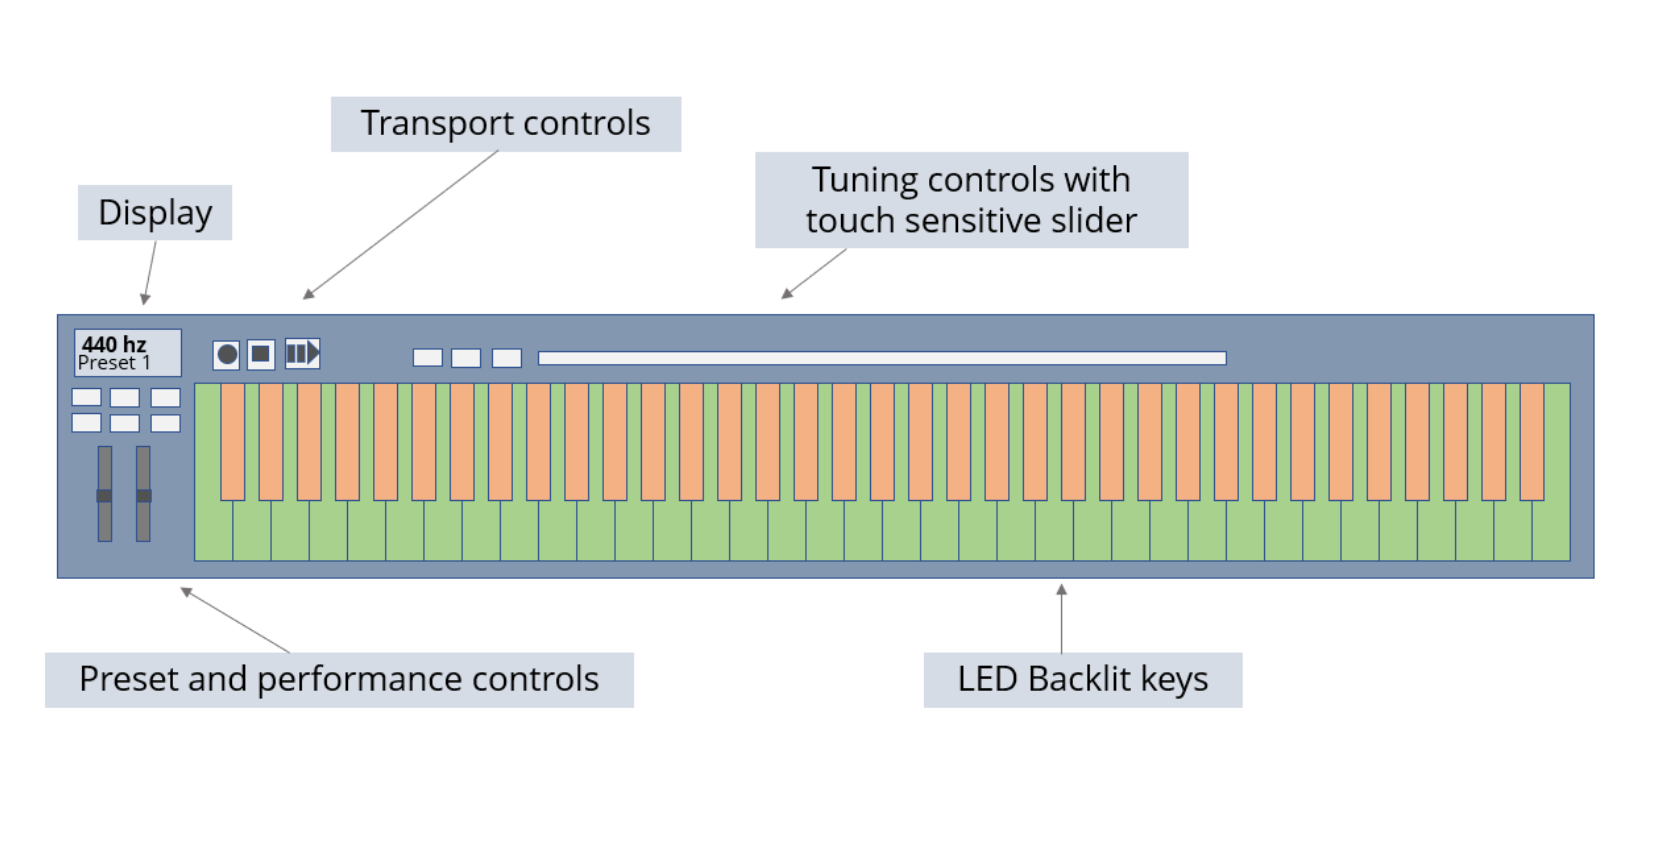 Transport controls
Tuning controls with
touch sensitive slider
Display
440 hz
Preset 1
Preset and performance controls
LED Backlit keys